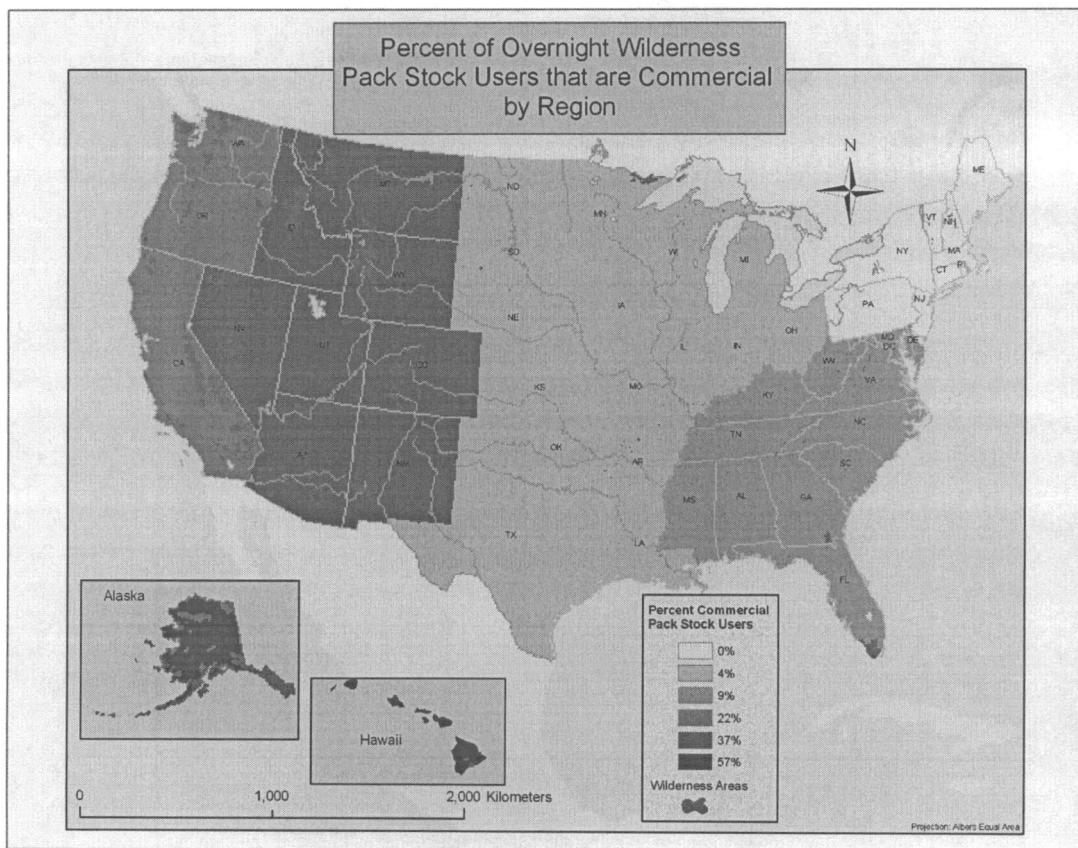 Percent of Overnight Wilderness
Pack Stock Users that are Commercial
by Region
N
WA
MT
ND
ME
OR
ID
MN
VT
NH
SD
WI
MI
NY
MA
WY
CT
RI
IA
PA
NJ
NE
NV
OH
UT
IL
IN
MD
DE
DC
CA
CO
WV
KS
MO
KY
VA
NC
TN
OK
AR
SC
AZ
NM
MS
AL
GA
TX
LA
FL
Alaska
Hawaii
Percent Commercial
Pack Stock Users
0%
4%
9%
22%
37%
57%
Wilderness Areas
0 1,000 2,000 Kilometers
Projection: Albers Equal Area